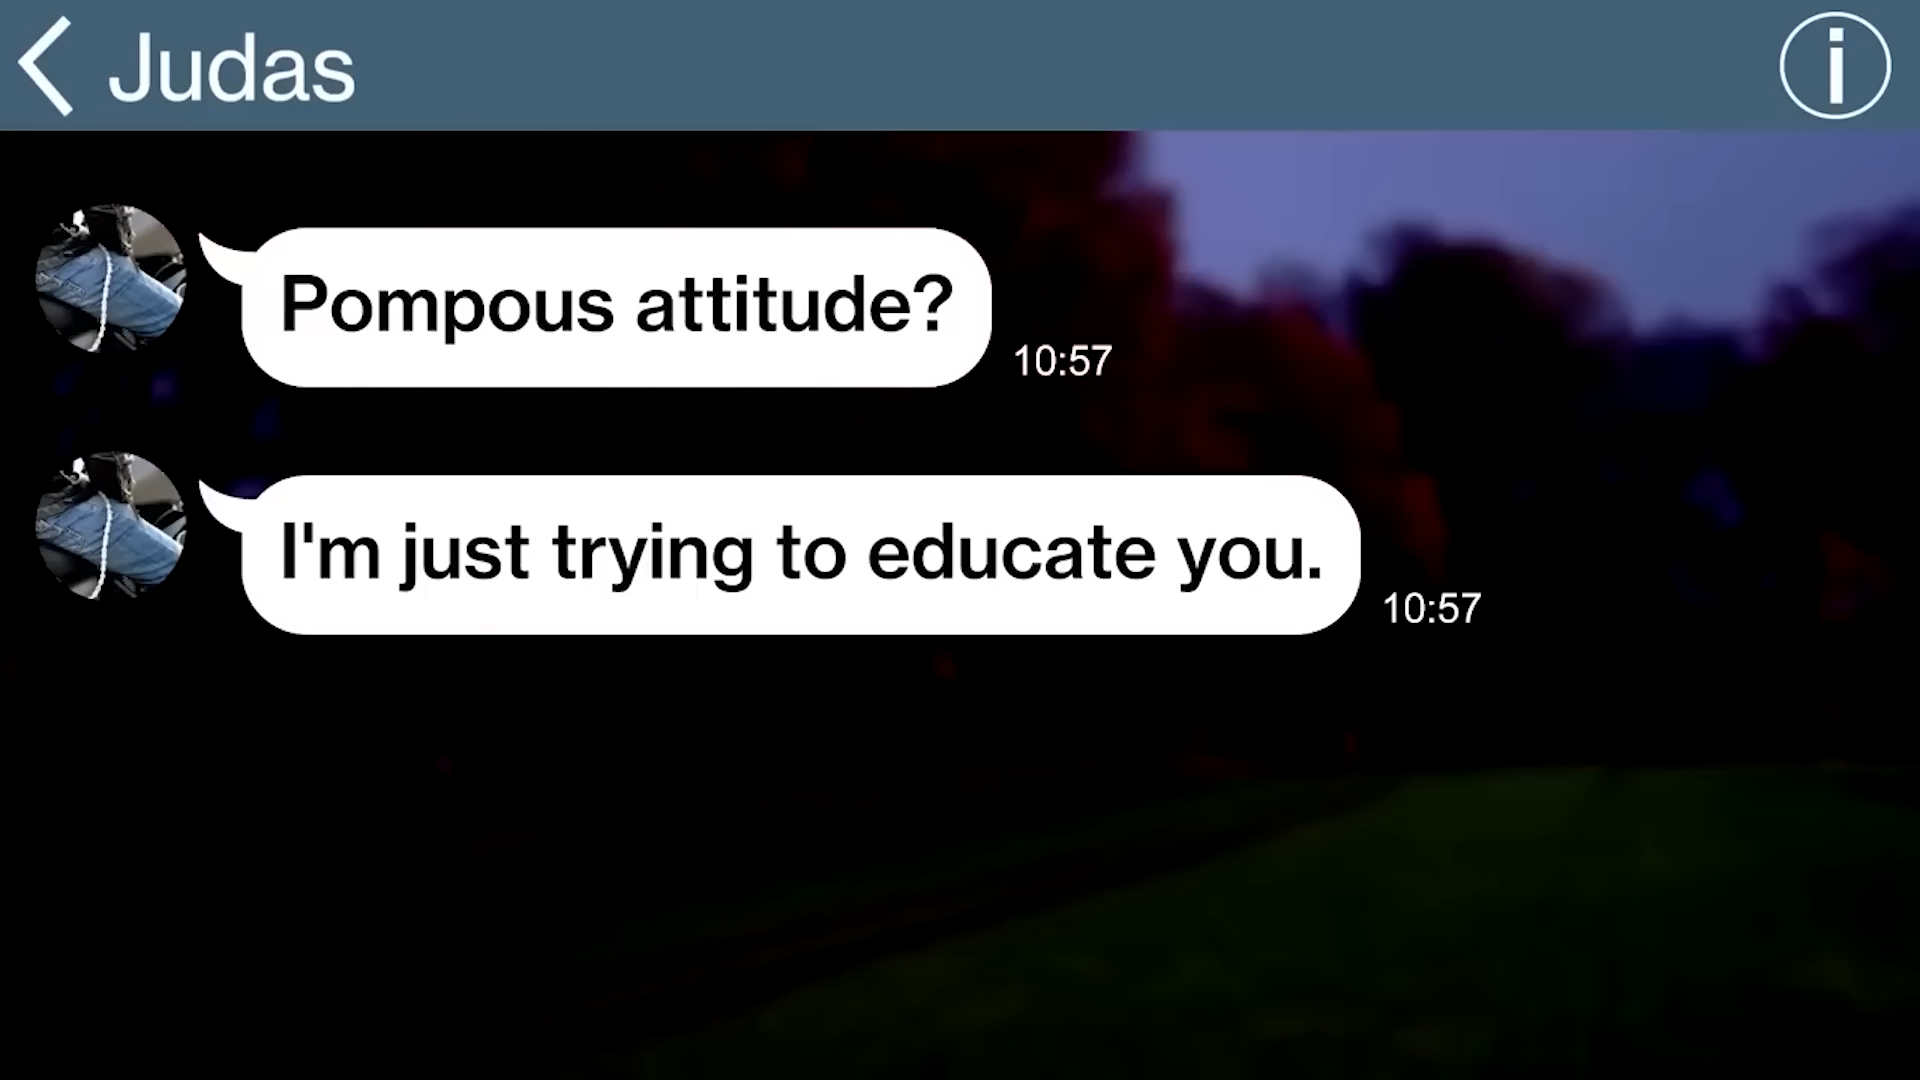 Judas
Pompous attitude?
10:57
I'm just trying to educate you.
10:57